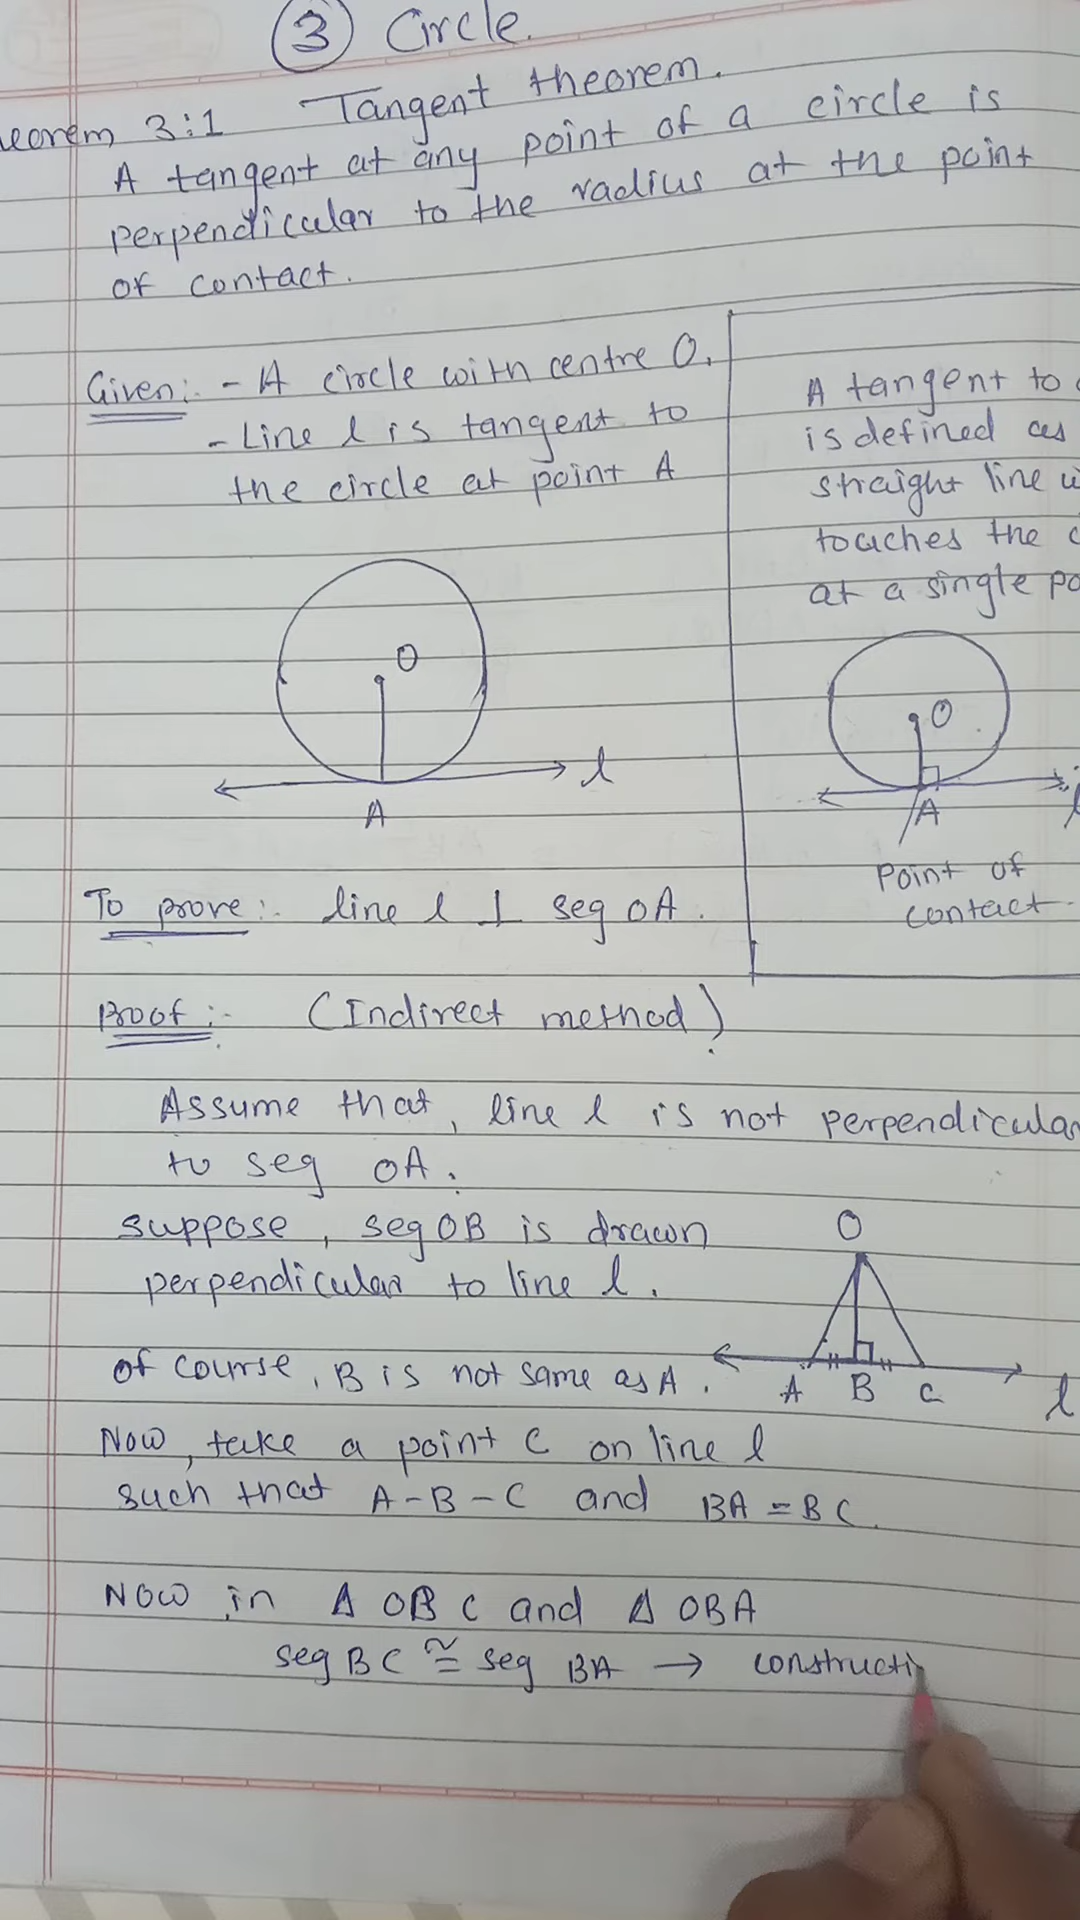 3 Circle.
eorem 3:1 Tangent theorem.
A tangent at any point of a circle is
perpendicular to the radius at the point
of contact.
Given:- - A circle with centre O.
- Line l is tangent to
the circle at point A
O
l
A
A tangent to
is defined as
straight line
touches the
at a single
O
A
Point of
contact.
To prove:- line l ⊥ seg OA.
Proof:- (Indirect method)
Assume that, line l is not perpendicular
to seg OA.
suppose, seg OB is drawn
perpendicular to line l.
O
A B C l
of course, B is not same as A.
Now, take a point C on line l
such that A-B-C and BA = BC.
Now in Δ OBC and Δ OBA
seg BC ≅ seg BA → constructi